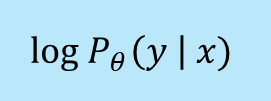 log P_θ (y | x)